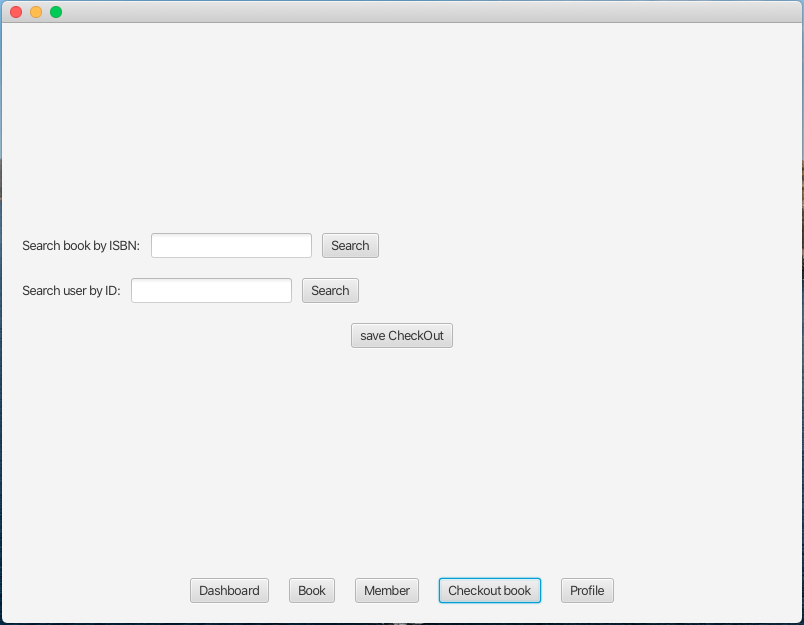 Search book by ISBN: Search
Search user by ID: Search
save CheckOut
Dashboard Book Member Checkout book Profile